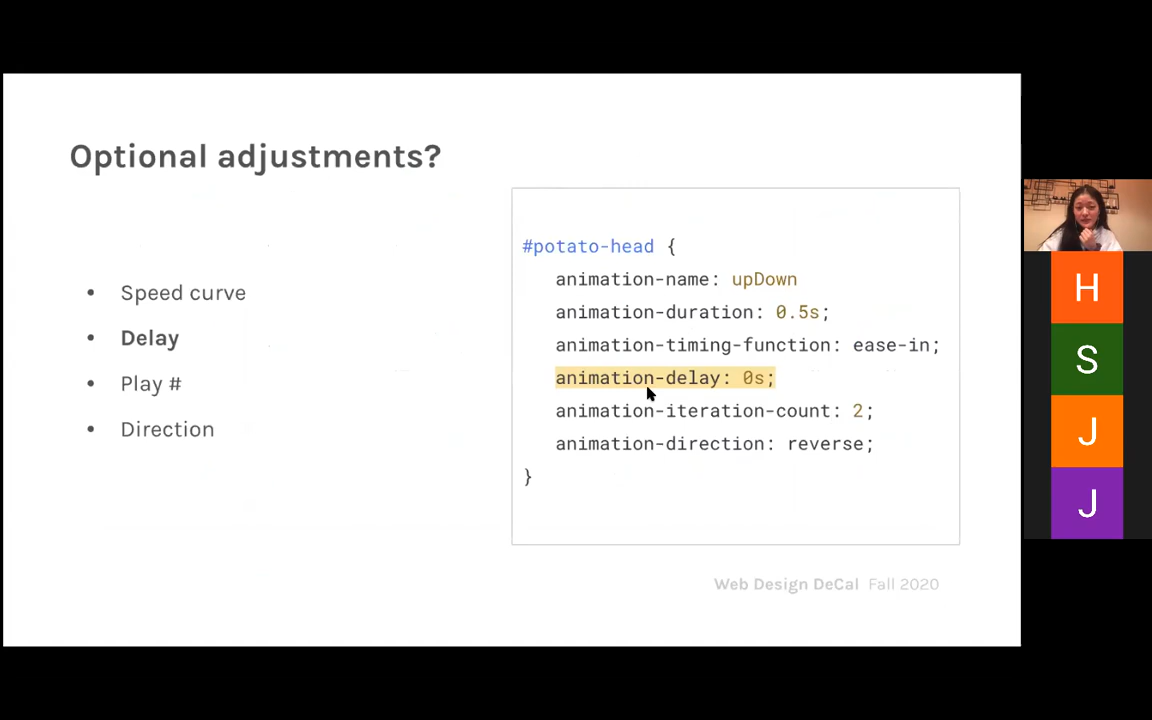 Optional adjustments?
• Speed curve
• Delay
• Play #
• Direction
#potato-head {
animation-name: upDown
animation-duration: 0.5s;
animation-timing-function: ease-in;
animation-delay: 0s;
animation-iteration-count: 2;
animation-direction: reverse;
}
Web Design DeCal Fall 2020
H
S
J
J